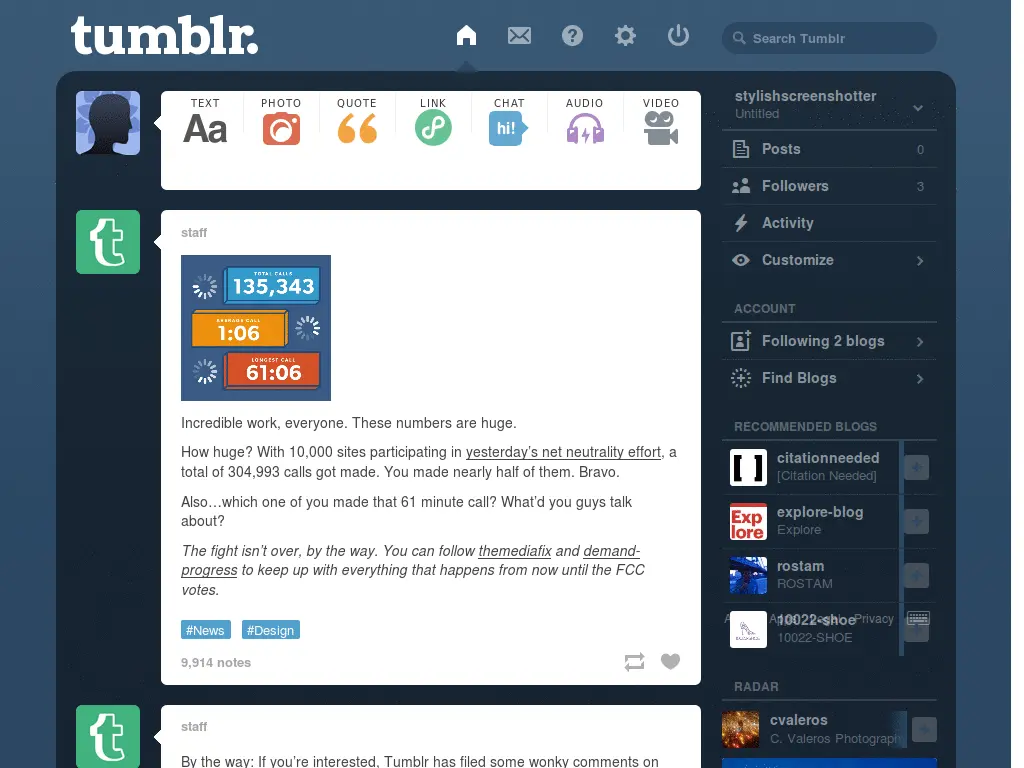 tumblr.
Search Tumblr
TEXT
Aa
PHOTO
QUOTE
LINK
CHAT
hi!
AUDIO
VIDEO
stylishscreenshotter
Untitled
Posts 0
Followers 3
Activity
Customize
ACCOUNT
Following 2 blogs
Find Blogs
RECOMMENDED BLOGS
[ ]
citationneeded
[Citation Needed]
Exp
lore
explore-blog
Explore
rostam
ROSTAM
10022-shoe
Privacy
10022-SHOE
RADAR
cvaleros
C. Valeros Photograph
t
staff
TOTAL CALLS
135,343
AVERAGE CALL
1:06
LONGEST CALL
61:06
Incredible work, everyone. These numbers are huge.
How huge? With 10,000 sites participating in yesterday's net neutrality effort, a
total of 304,993 calls got made. You made nearly half of them. Bravo.
Also…which one of you made that 61 minute call? What'd you guys talk
about?
The fight isn't over, by the way. You can follow themediafix and demand-
progress to keep up with everything that happens from now until the FCC
votes.
#News #Design
9,914 notes
t
staff
By the way: If you're interested, Tumblr has filed some wonky comments on